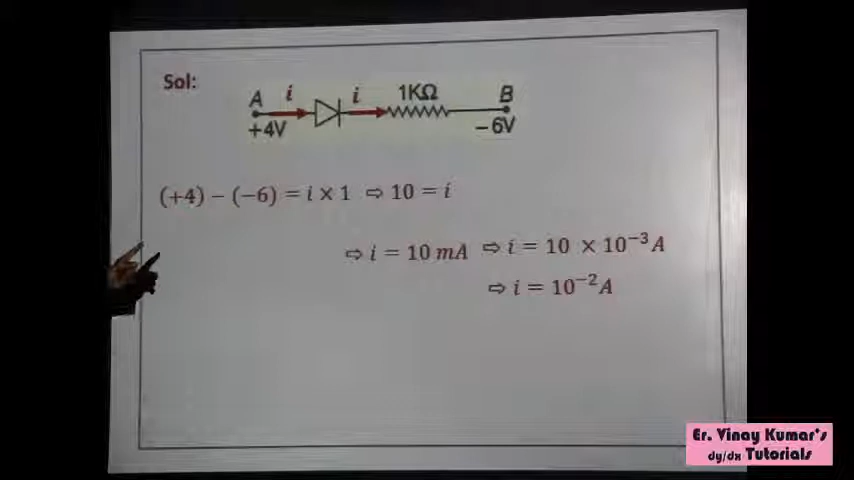 Sol:
A i i 1KΩ B
+4V −6V
(+4) − (−6) = i × 1 ⇨ 10 = i
⇨ i = 10 mA ⇨ i = 10 × 10⁻³A
⇨ i = 10⁻²A
Er. Vinay Kumar's
dy/dx Tutorials